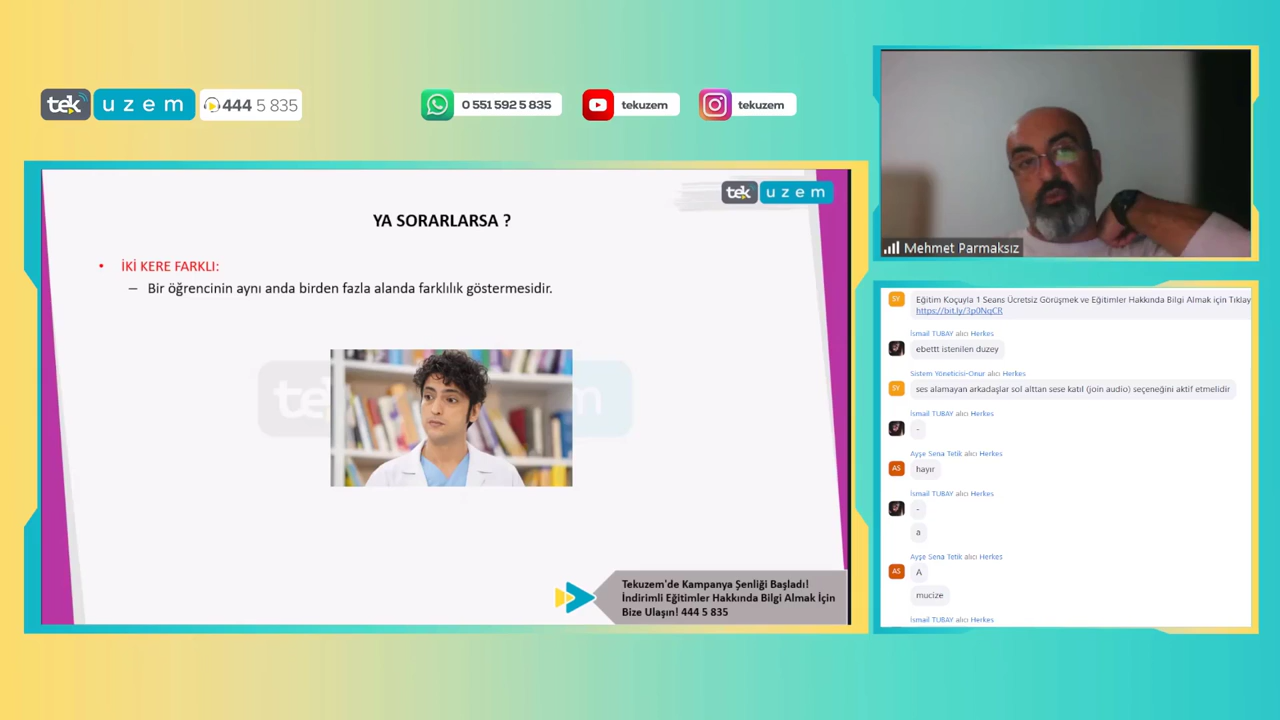 tek uzem 444 5 835
0 551 592 5 835
tekuzem
tekuzem
tek uzem
YA SORARLARSA ?
• İKİ KERE FARKLI:
– Bir öğrencinin aynı anda birden fazla alanda farklılık göstermesidir.
Tekuzem'de Kampanya Şenliği Başladı!
İndirimli Eğitimler Hakkında Bilgi Almak İçin
Bize Ulaşın! 444 5 835
Mehmet Parmaksız
SY
Eğitim Koçuyla 1 Seans Ücretsiz Görüşmek ve Eğitimler Hakkında Bilgi Almak için Tıklay
https://bit.ly/3p0NqCR
İsmail TUBAY alıcı Herkes
ebettt istenilen duzey
Sistem Yöneticisi-Onur alıcı Herkes
SY
ses alamayan arkadaşlar sol alttan sese katıl (join audio) seçeneğini aktif etmelidir
İsmail TUBAY alıcı Herkes
-
Ayşe Sena Tetik alıcı Herkes
AS
hayır
İsmail TUBAY alıcı Herkes
-
a
Ayşe Sena Tetik alıcı Herkes
AS
A
mucize
İsmail TUBAY alıcı Herkes